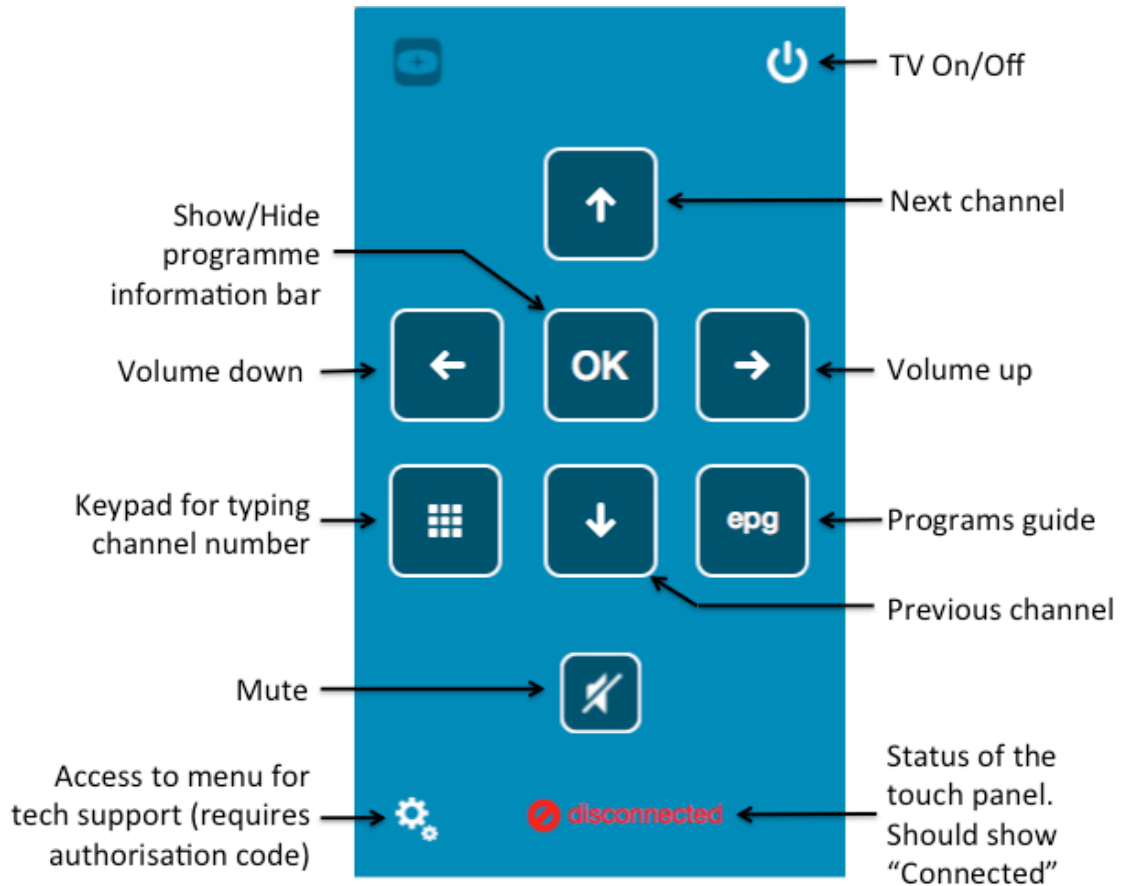 TV On/Off
Next channel
Show/Hide
programme
information bar
Volume down
OK
Volume up
Keypad for typing
channel number
epg
Programs guide
Previous channel
Mute
Access to menu for
tech support (requires
authorisation code)
disconnected
Status of the
touch panel.
Should show
“Connected”